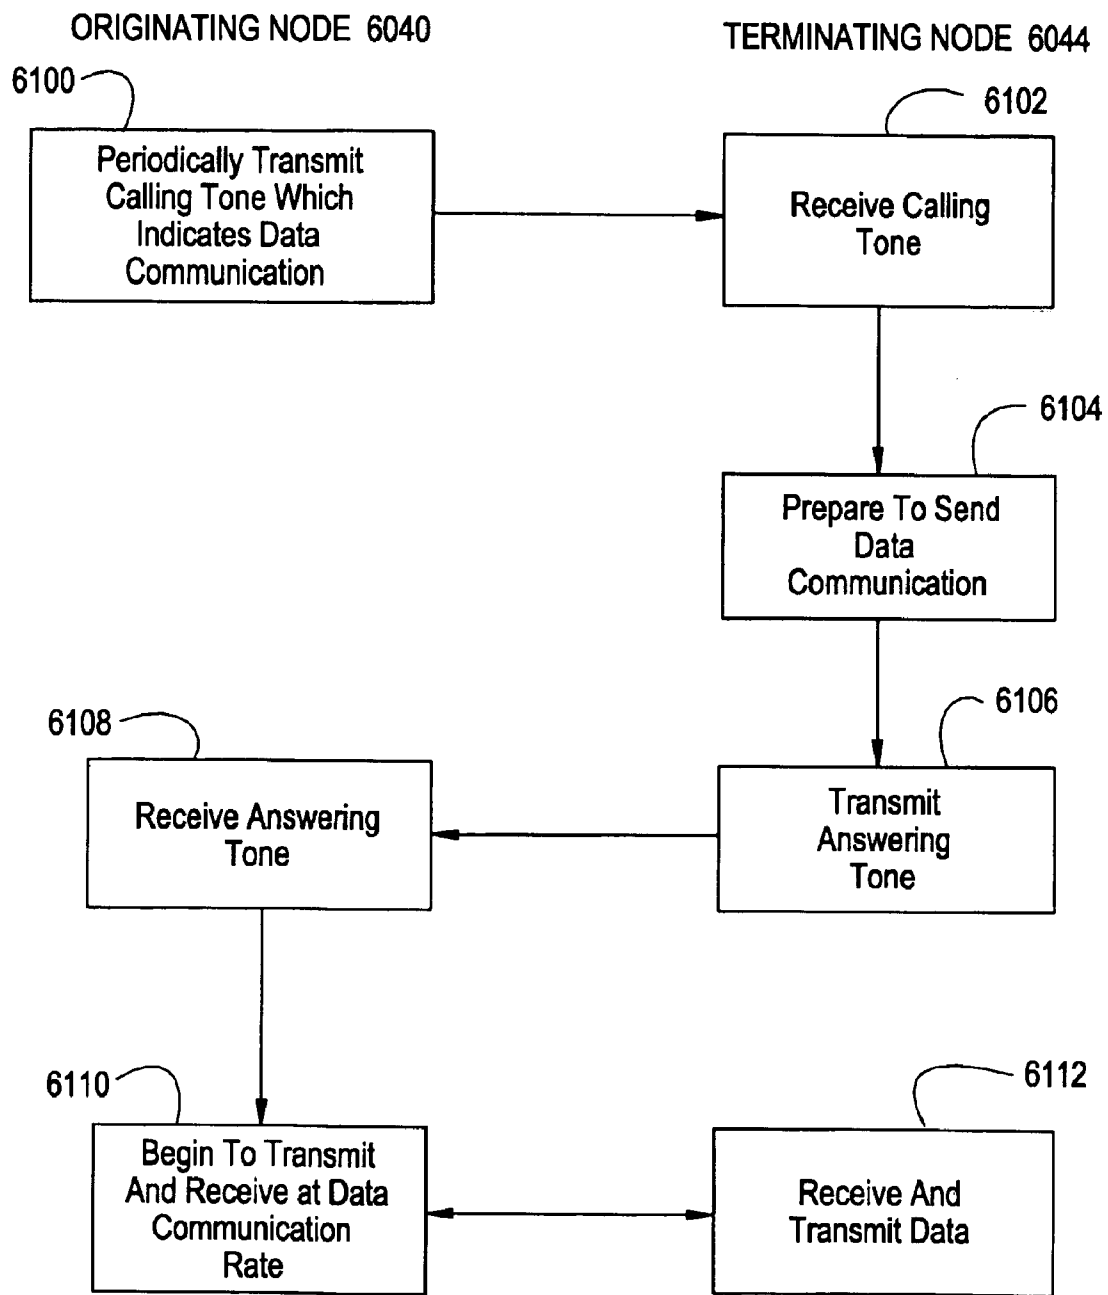 ORIGINATING NODE 6040
TERMINATING NODE 6044
6100
6102
Periodically Transmit
Calling Tone Which
Indicates Data
Communication
Receive Calling
Tone
6104
Prepare To Send
Data
Communication
6108
6106
Receive Answering
Tone
Transmit
Answering
Tone
6110
6112
Begin To Transmit
And Receive at Data
Communication
Rate
Receive And
Transmit Data